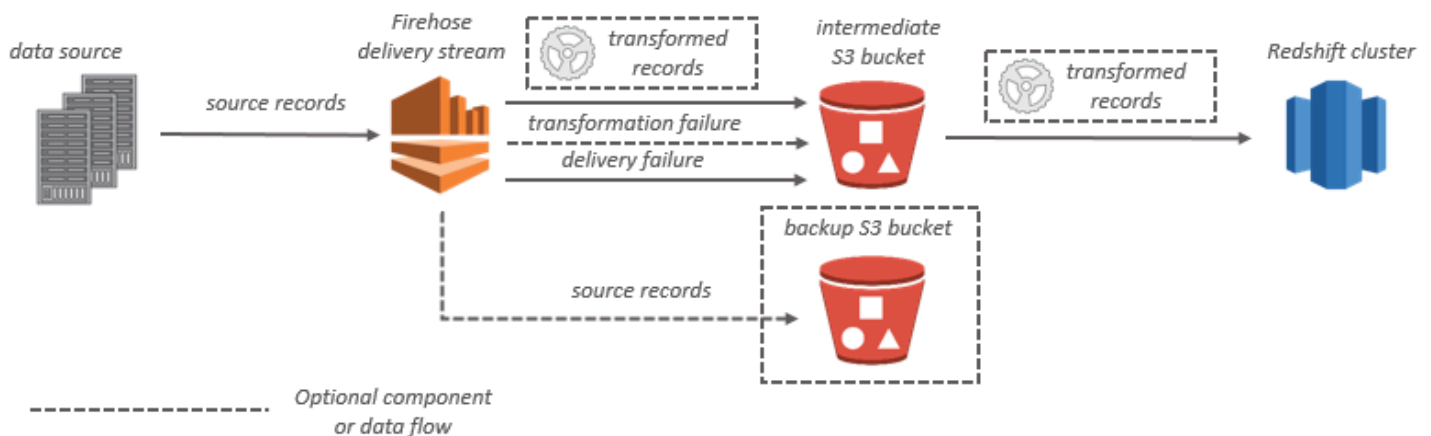 data source
source records
Firehose
delivery stream
transformed
records
transformation failure
delivery failure
intermediate
S3 bucket
transformed
records
Redshift cluster
source records
backup S3 bucket
Optional component
or data flow